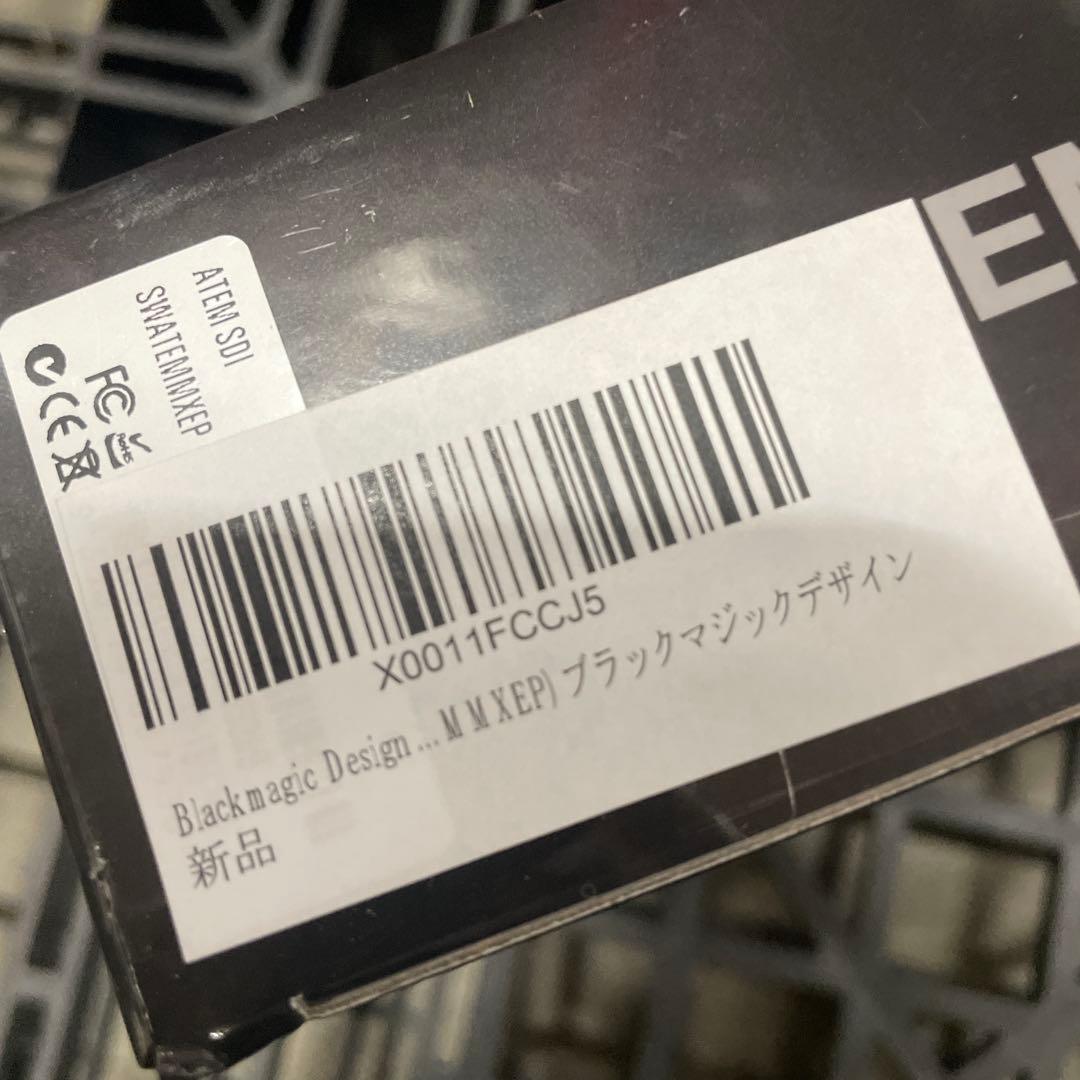 ATEM SDI
SWATEMMXEP
FC
CE
RoHS
X0011FCCJ5
Blackmagic Design ... MMXEP) ブラックマジックデザイン
新品
E